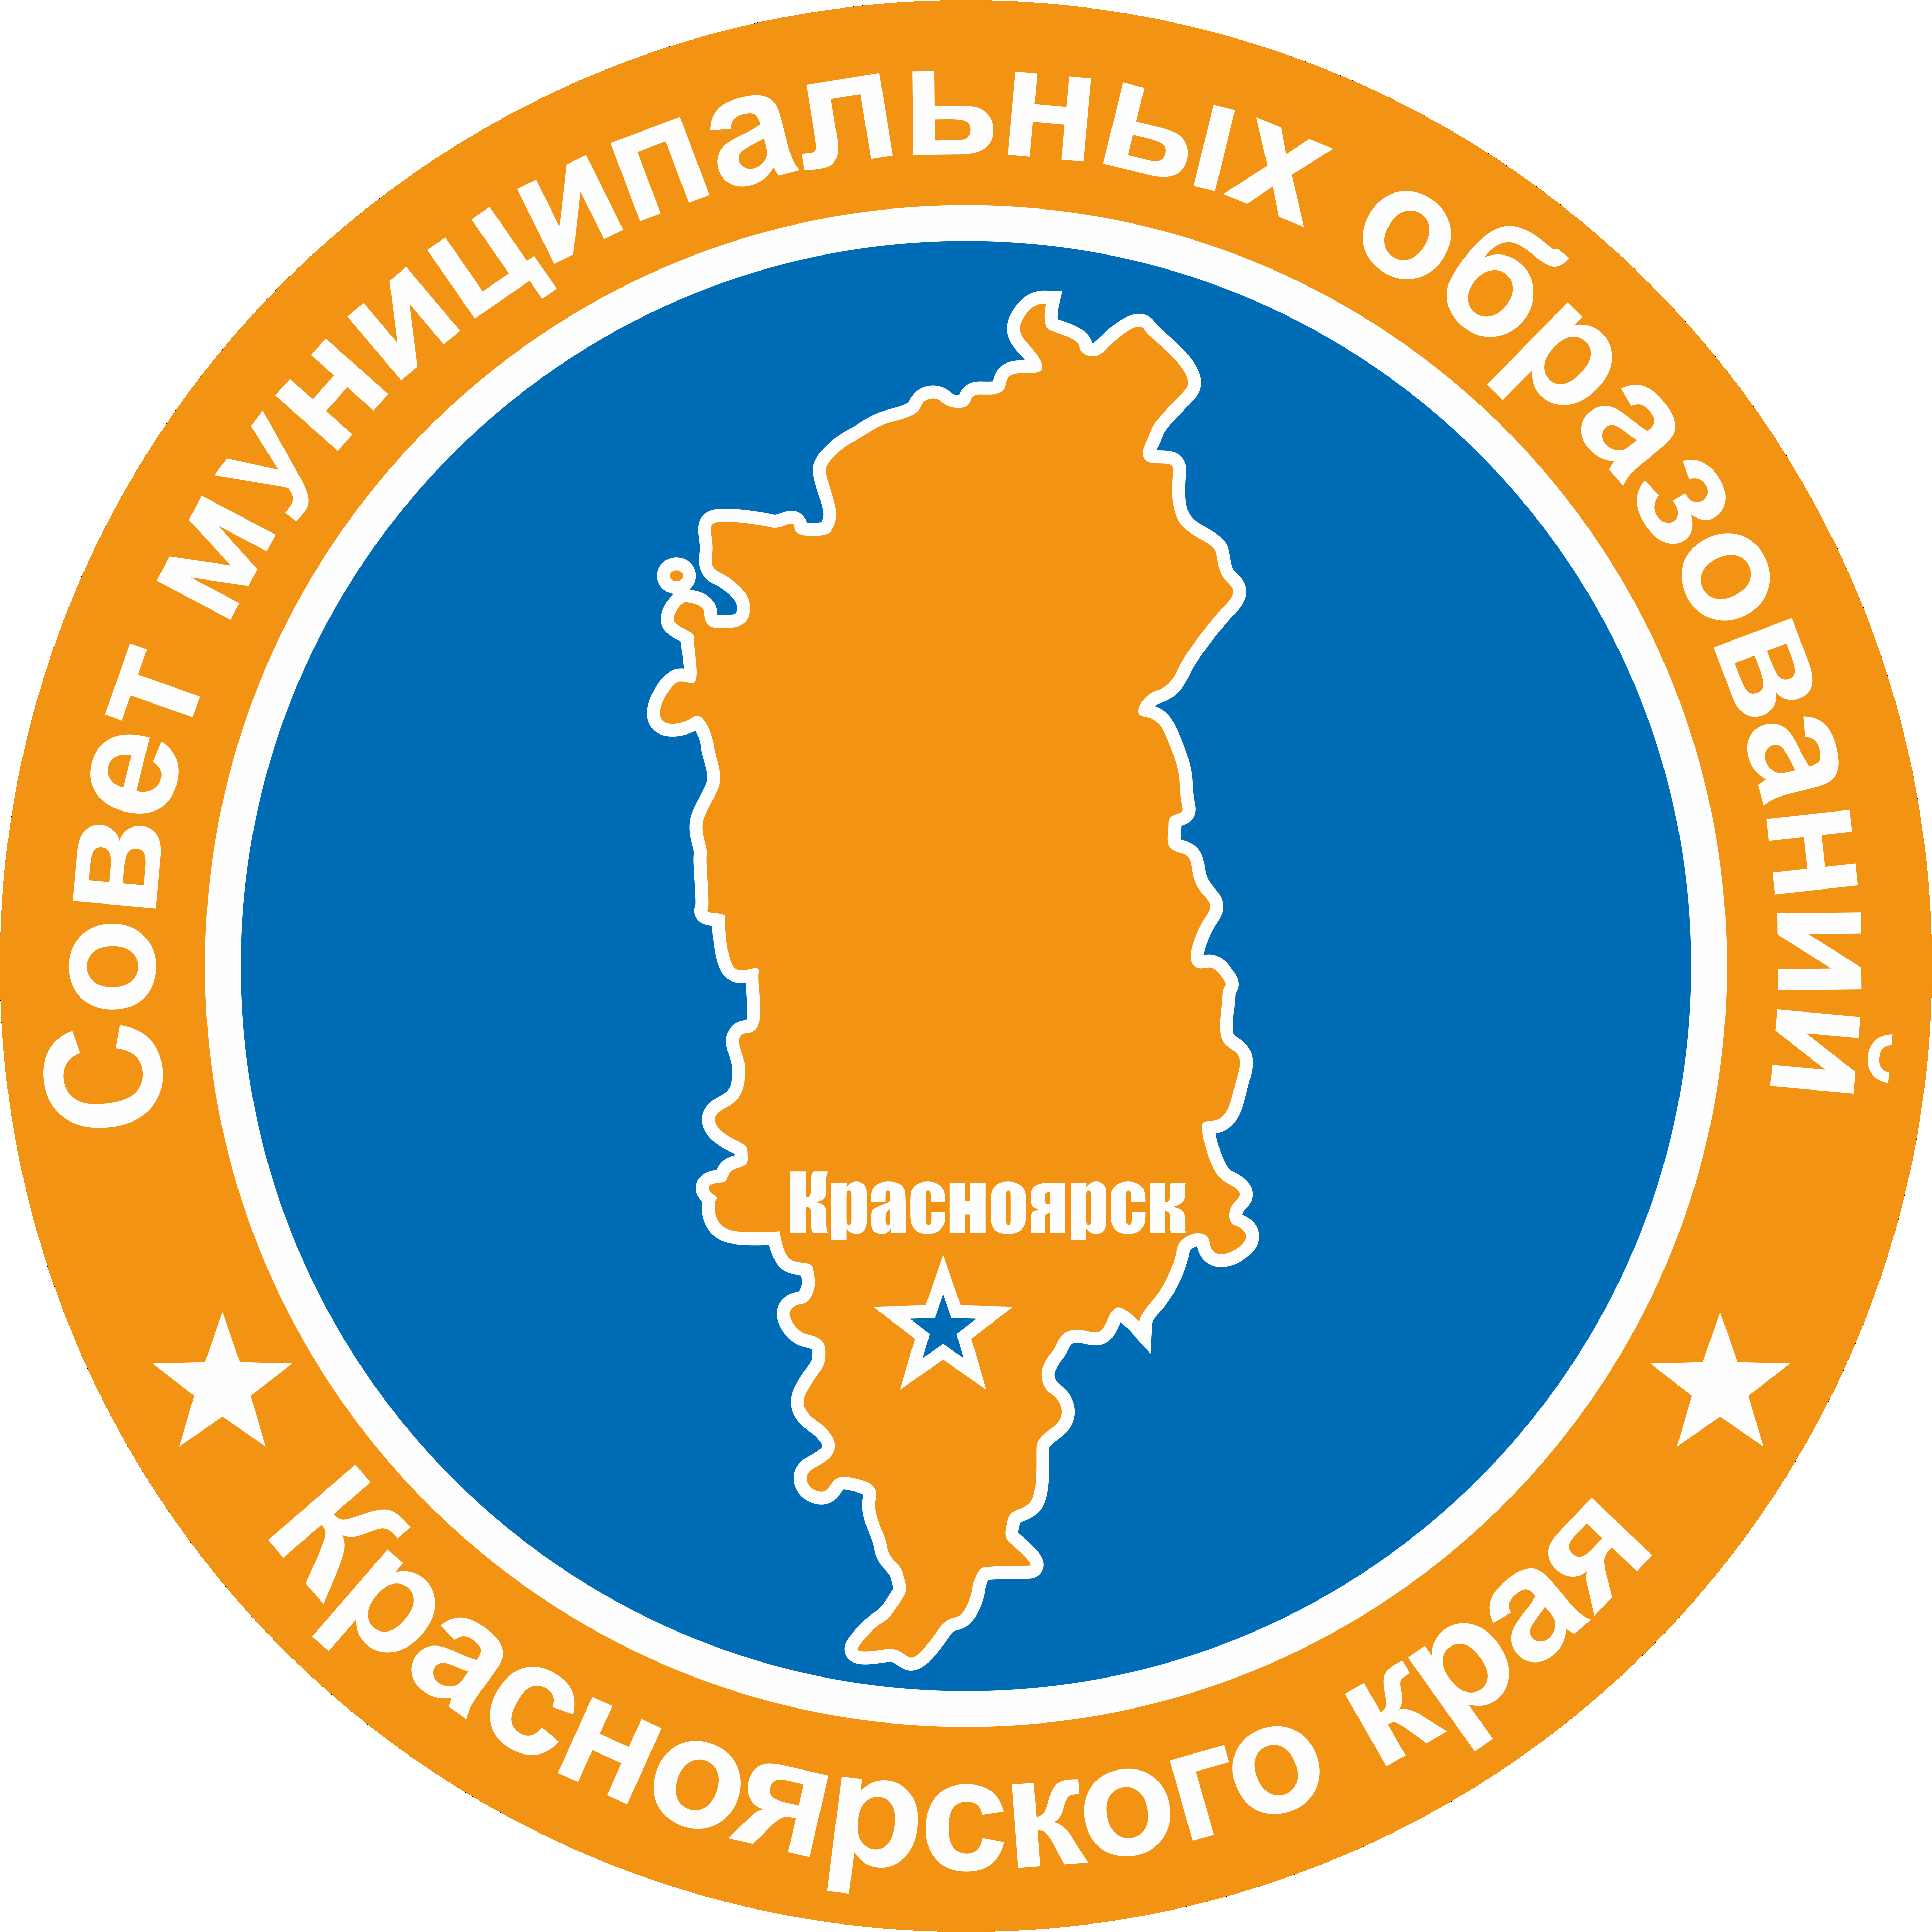 Совет муниципальных образований
Красноярск
Красноярского края